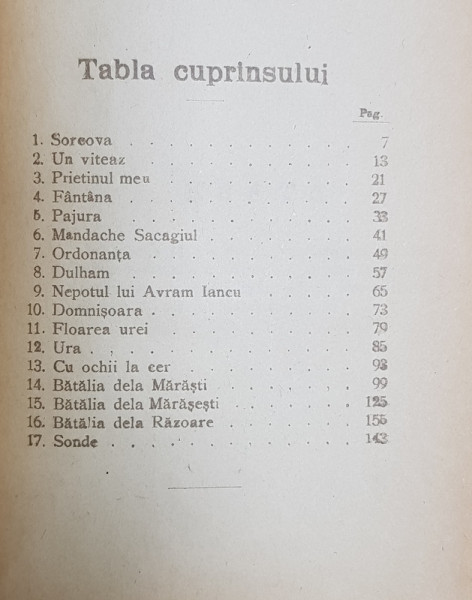 Tabla cuprinsului
Pag.
1. Sorcova . . . . . . . . . 7
2. Un viteaz . . . . . . . . 13
3. Prietinul meu . . . . . . . 21
4. Fântâna . . . . . . . . . 27
5. Pajura . . . . . . . . . 33
6. Mandache Sacagiul . . . . . . 41
7. Ordonanța . . . . . . . . 49
8. Dulham . . . . . . . . . 57
9. Nepotul lui Avram Iancu . . . . . 65
10. Domnișoara . . . . . . . . 73
11. Floarea urei . . . . . . . . 79
12. Ura . . . . . . . . . . 85
13. Cu ochii la cer . . . . . . . 93
14. Bătălia dela Mărăști . . . . . . 99
15. Bătălia dela Mărășești . . . . . 125
16. Bătălia dela Răzoare . . . . . 155
17. Sonde . . . . . . . . . 143